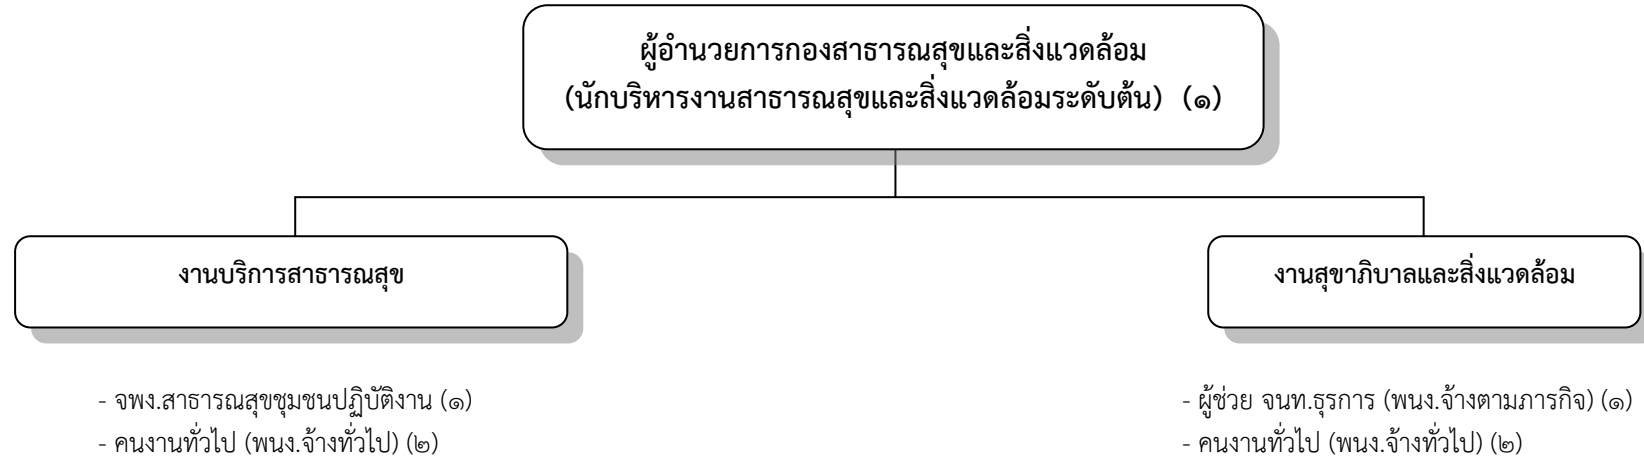 ผู้อำนวยการกองสาธารณสุขและสิ่งแวดล้อม
(นักบริหารงานสาธารณสุขและสิ่งแวดล้อมระดับต้น) (๑)
งานบริการสาธารณสุข
งานสุขาภิบาลและสิ่งแวดล้อม
- จพง.สาธารณสุขชุมชนปฏิบัติงาน (๑)
- คนงานทั่วไป (พนง.จ้างทั่วไป) (๒)
- ผู้ช่วย จนท.ธุรการ (พนง.จ้างตามภารกิจ) (๑)
- คนงานทั่วไป (พนง.จ้างทั่วไป) (๒)